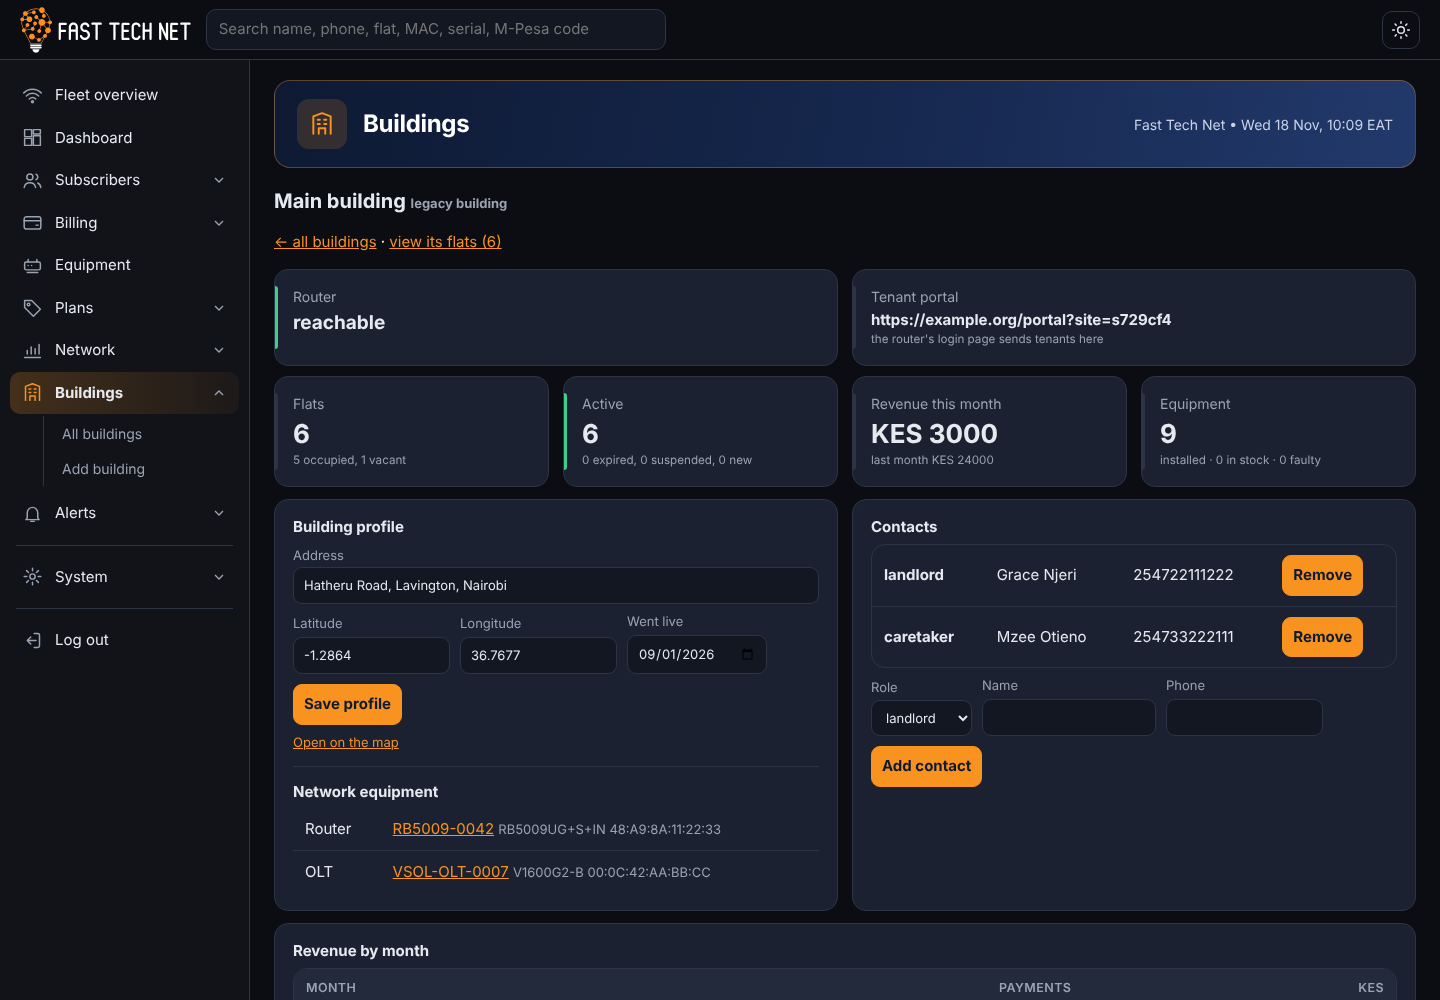 FAST TECH NET
Search name, phone, flat, MAC, serial, M-Pesa code
Fleet overview
Dashboard
Subscribers
Billing
Equipment
Plans
Network
Buildings
All buildings
Add building
Alerts
System
Log out
Buildings
Fast Tech Net • Wed 18 Nov, 10:09 EAT
Main building legacy building
← all buildings · view its flats (6)
Router
reachable
Tenant portal
https://example.org/portal?site=s729cf4
the router's login page sends tenants here
Flats
6
5 occupied, 1 vacant
Active
6
0 expired, 0 suspended, 0 new
Revenue this month
KES 3000
last month KES 24000
Equipment
9
installed · 0 in stock · 0 faulty
Building profile
Address
Hatheru Road, Lavington, Nairobi
Latitude Longitude Went live
-1.2864 36.7677 09/01/2026
Save profile
Open on the map
Network equipment
Router RB5009-0042 RB5009UG+S+IN 48:A9:8A:11:22:33
OLT VSOL-OLT-0007 V1600G2-B 00:0C:42:AA:BB:CC
Contacts
landlord Grace Njeri 254722111222 Remove
caretaker Mzee Otieno 254733222111 Remove
Role Name Phone
landlord
Add contact
Revenue by month
MONTH PAYMENTS KES